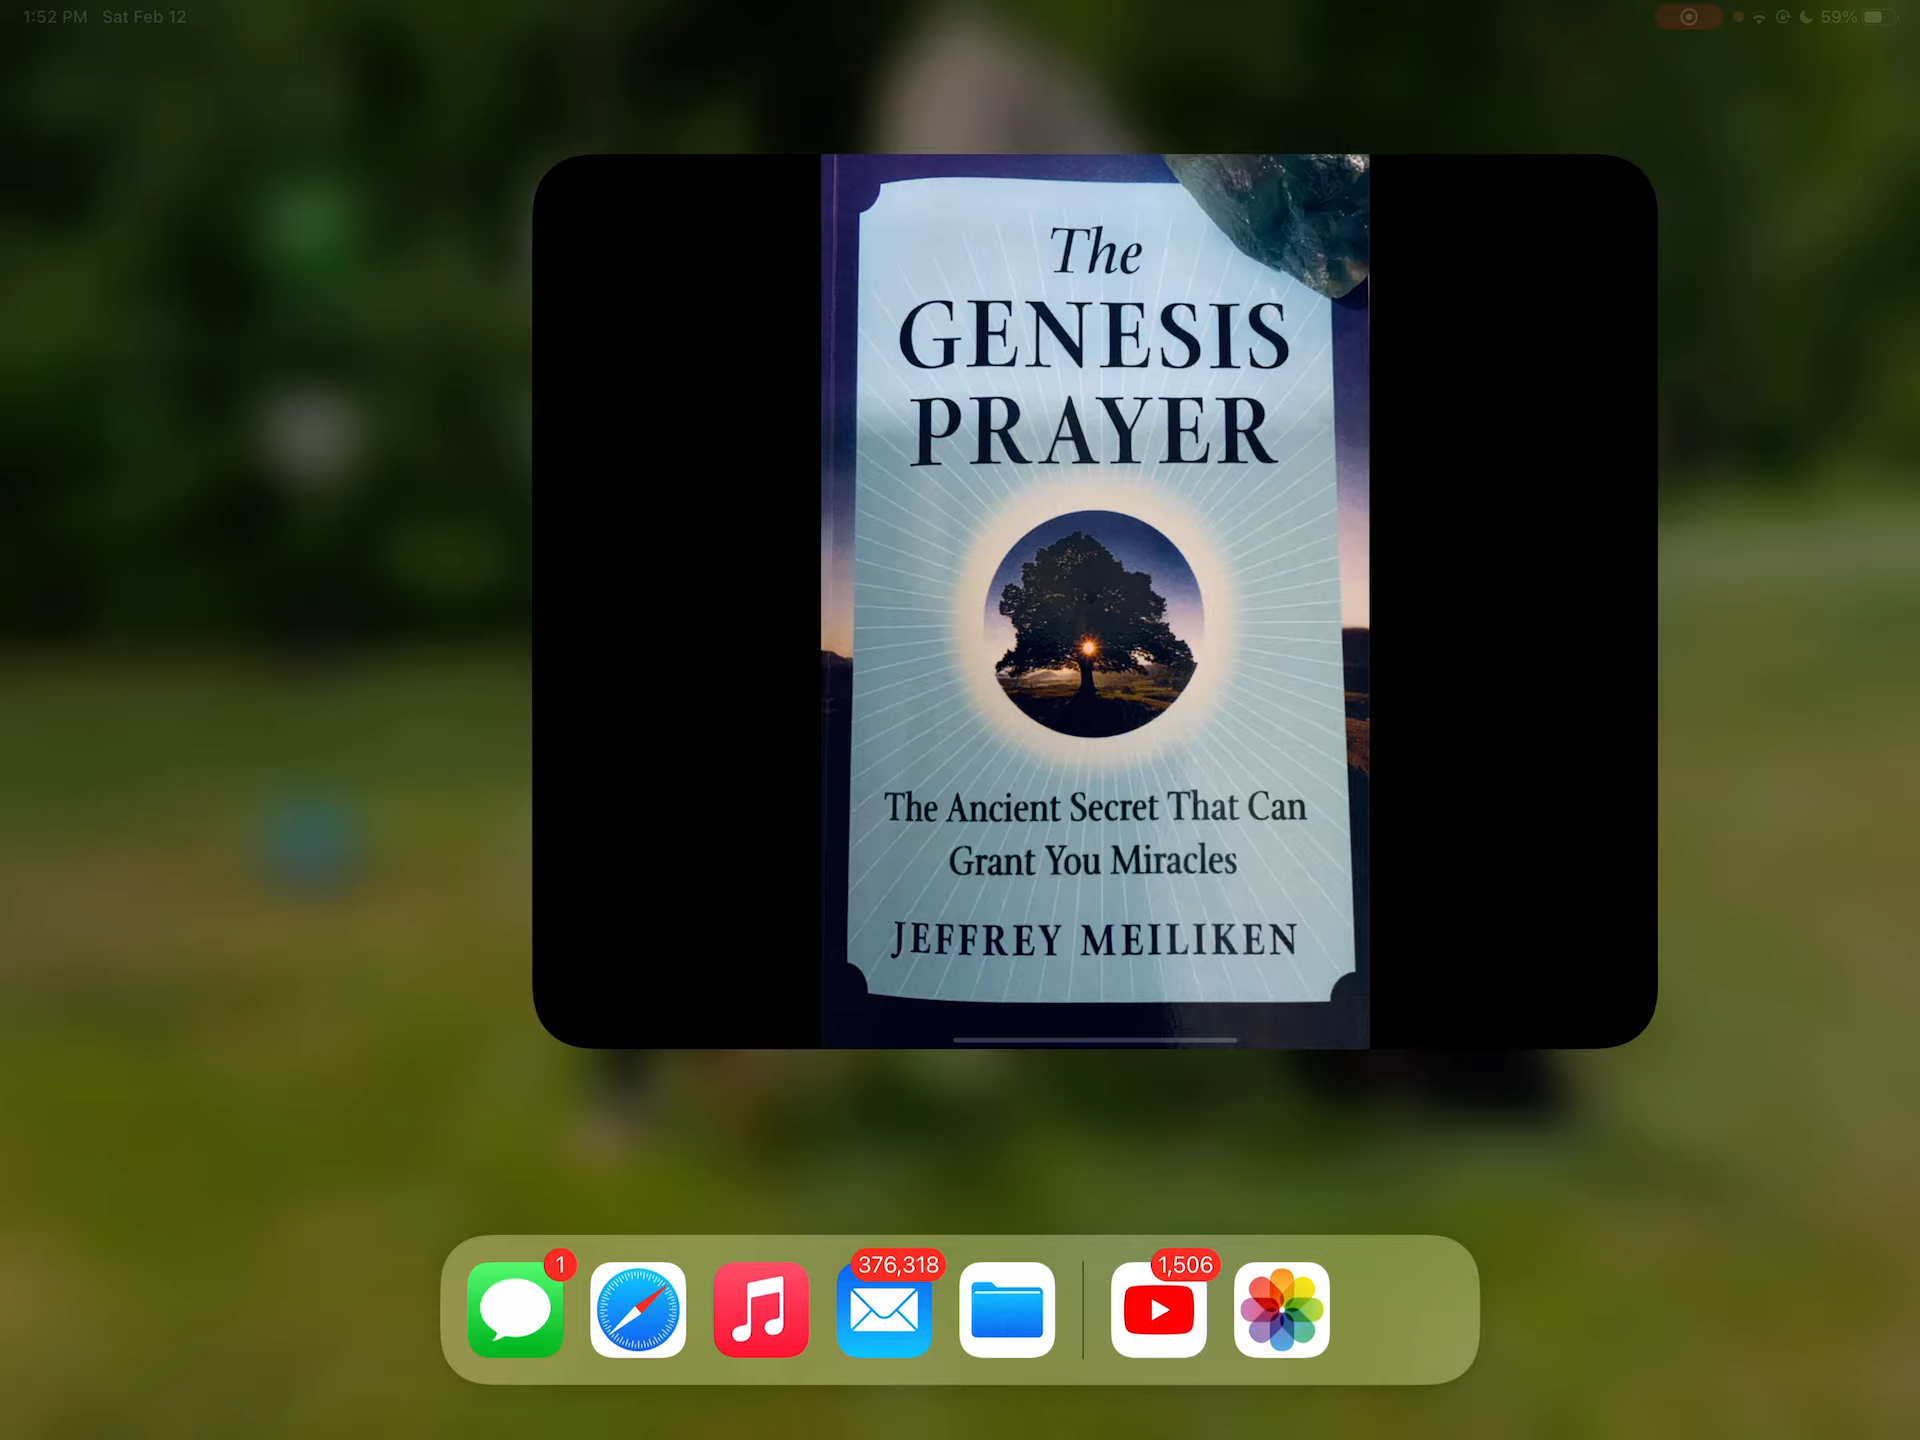 1:52 PM Sat Feb 12
59%
The
GENESIS
PRAYER
The Ancient Secret That Can
Grant You Miracles
JEFFREY MEILIKEN
1
376,318
1,506